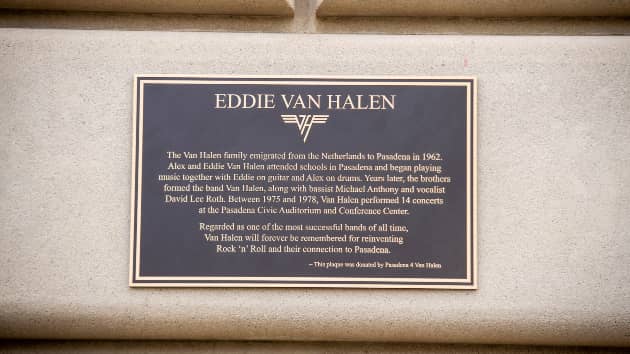 EDDIE VAN HALEN
VH
The Van Halen family emigrated from the Netherlands to Pasadena in 1962.
Alex and Eddie Van Halen attended schools in Pasadena and began playing
music together with Eddie on guitar and Alex on drums. Years later, the brothers
formed the band Van Halen, along with bassist Michael Anthony and vocalist
David Lee Roth. Between 1975 and 1978, Van Halen performed 14 concerts
at the Pasadena Civic Auditorium and Conference Center.
Regarded as one of the most successful bands of all time,
Van Halen will forever be remembered for reinventing
Rock ‘n’ Roll and their connection to Pasadena.
– This plaque was donated by Pasadena 4 Van Halen